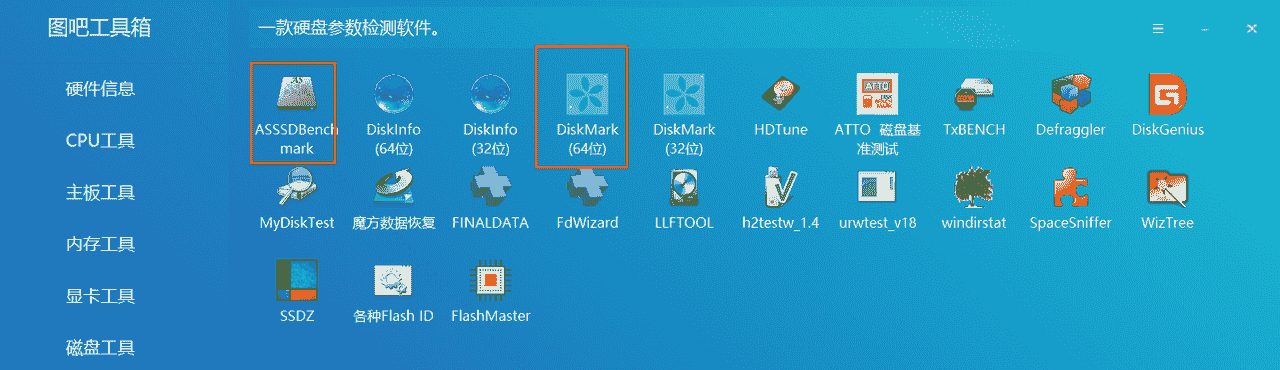 图吧工具箱
一款硬盘参数检测软件。
硬件信息
CPU工具
主板工具
内存工具
显卡工具
磁盘工具
ASSSDBench
mark
DiskInfo
(64位)
DiskInfo
(32位)
DiskMark
(64位)
DiskMark
(32位)
HDTune
ATTO 磁盘基
准测试
TxBENCH
Defraggler
DiskGenius
MyDiskTest
魔方数据恢复
FINALDATA
FdWizard
LLFTOOL
h2testw_1.4
urwtest_v18
windirstat
SpaceSniffer
WizTree
SSDZ
各种Flash ID
FlashMaster